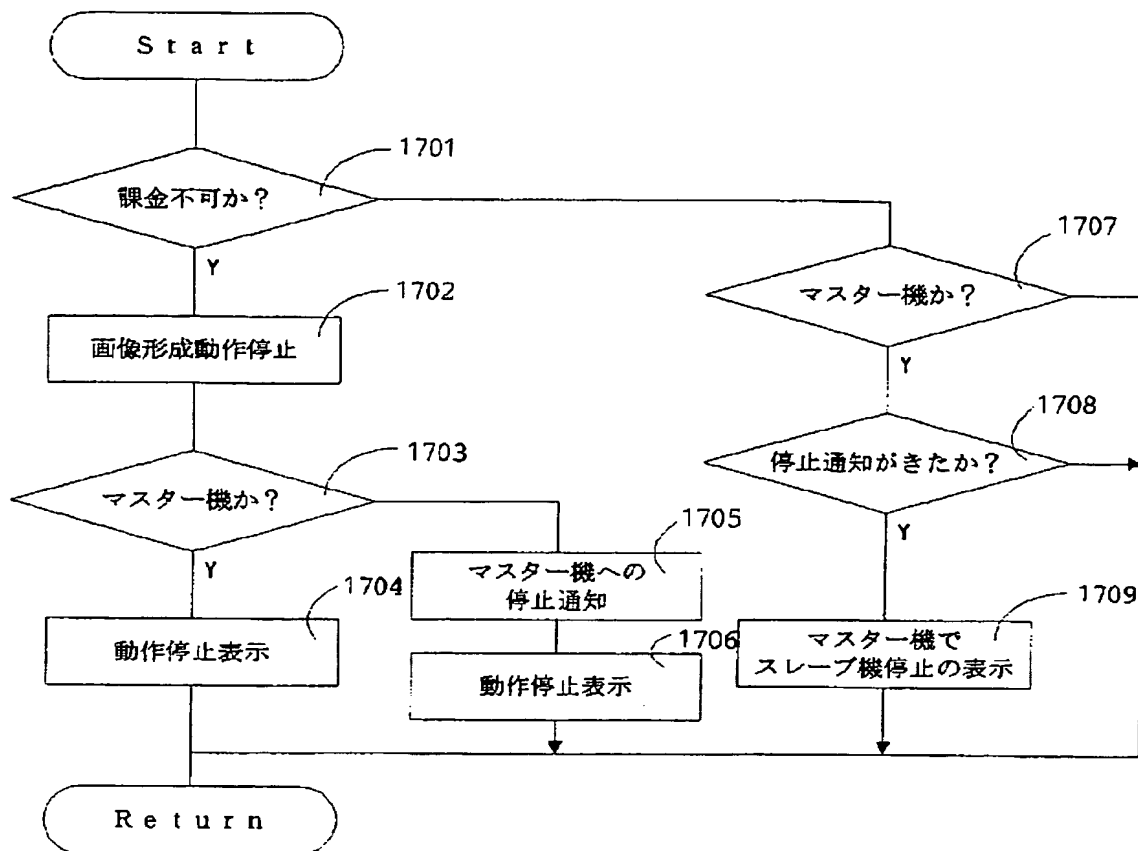 Start
1701
課金不可か?
1707
Y
マスター機か?
1702
画像形成動作停止
Y
1708
1703
停止通知がきたか?
マスター機か?
1705
Y
Y
マスター機への
停止通知
1704
1709
動作停止表示
1706
マスター機で
スレーブ機停止の表示
動作停止表示
Return